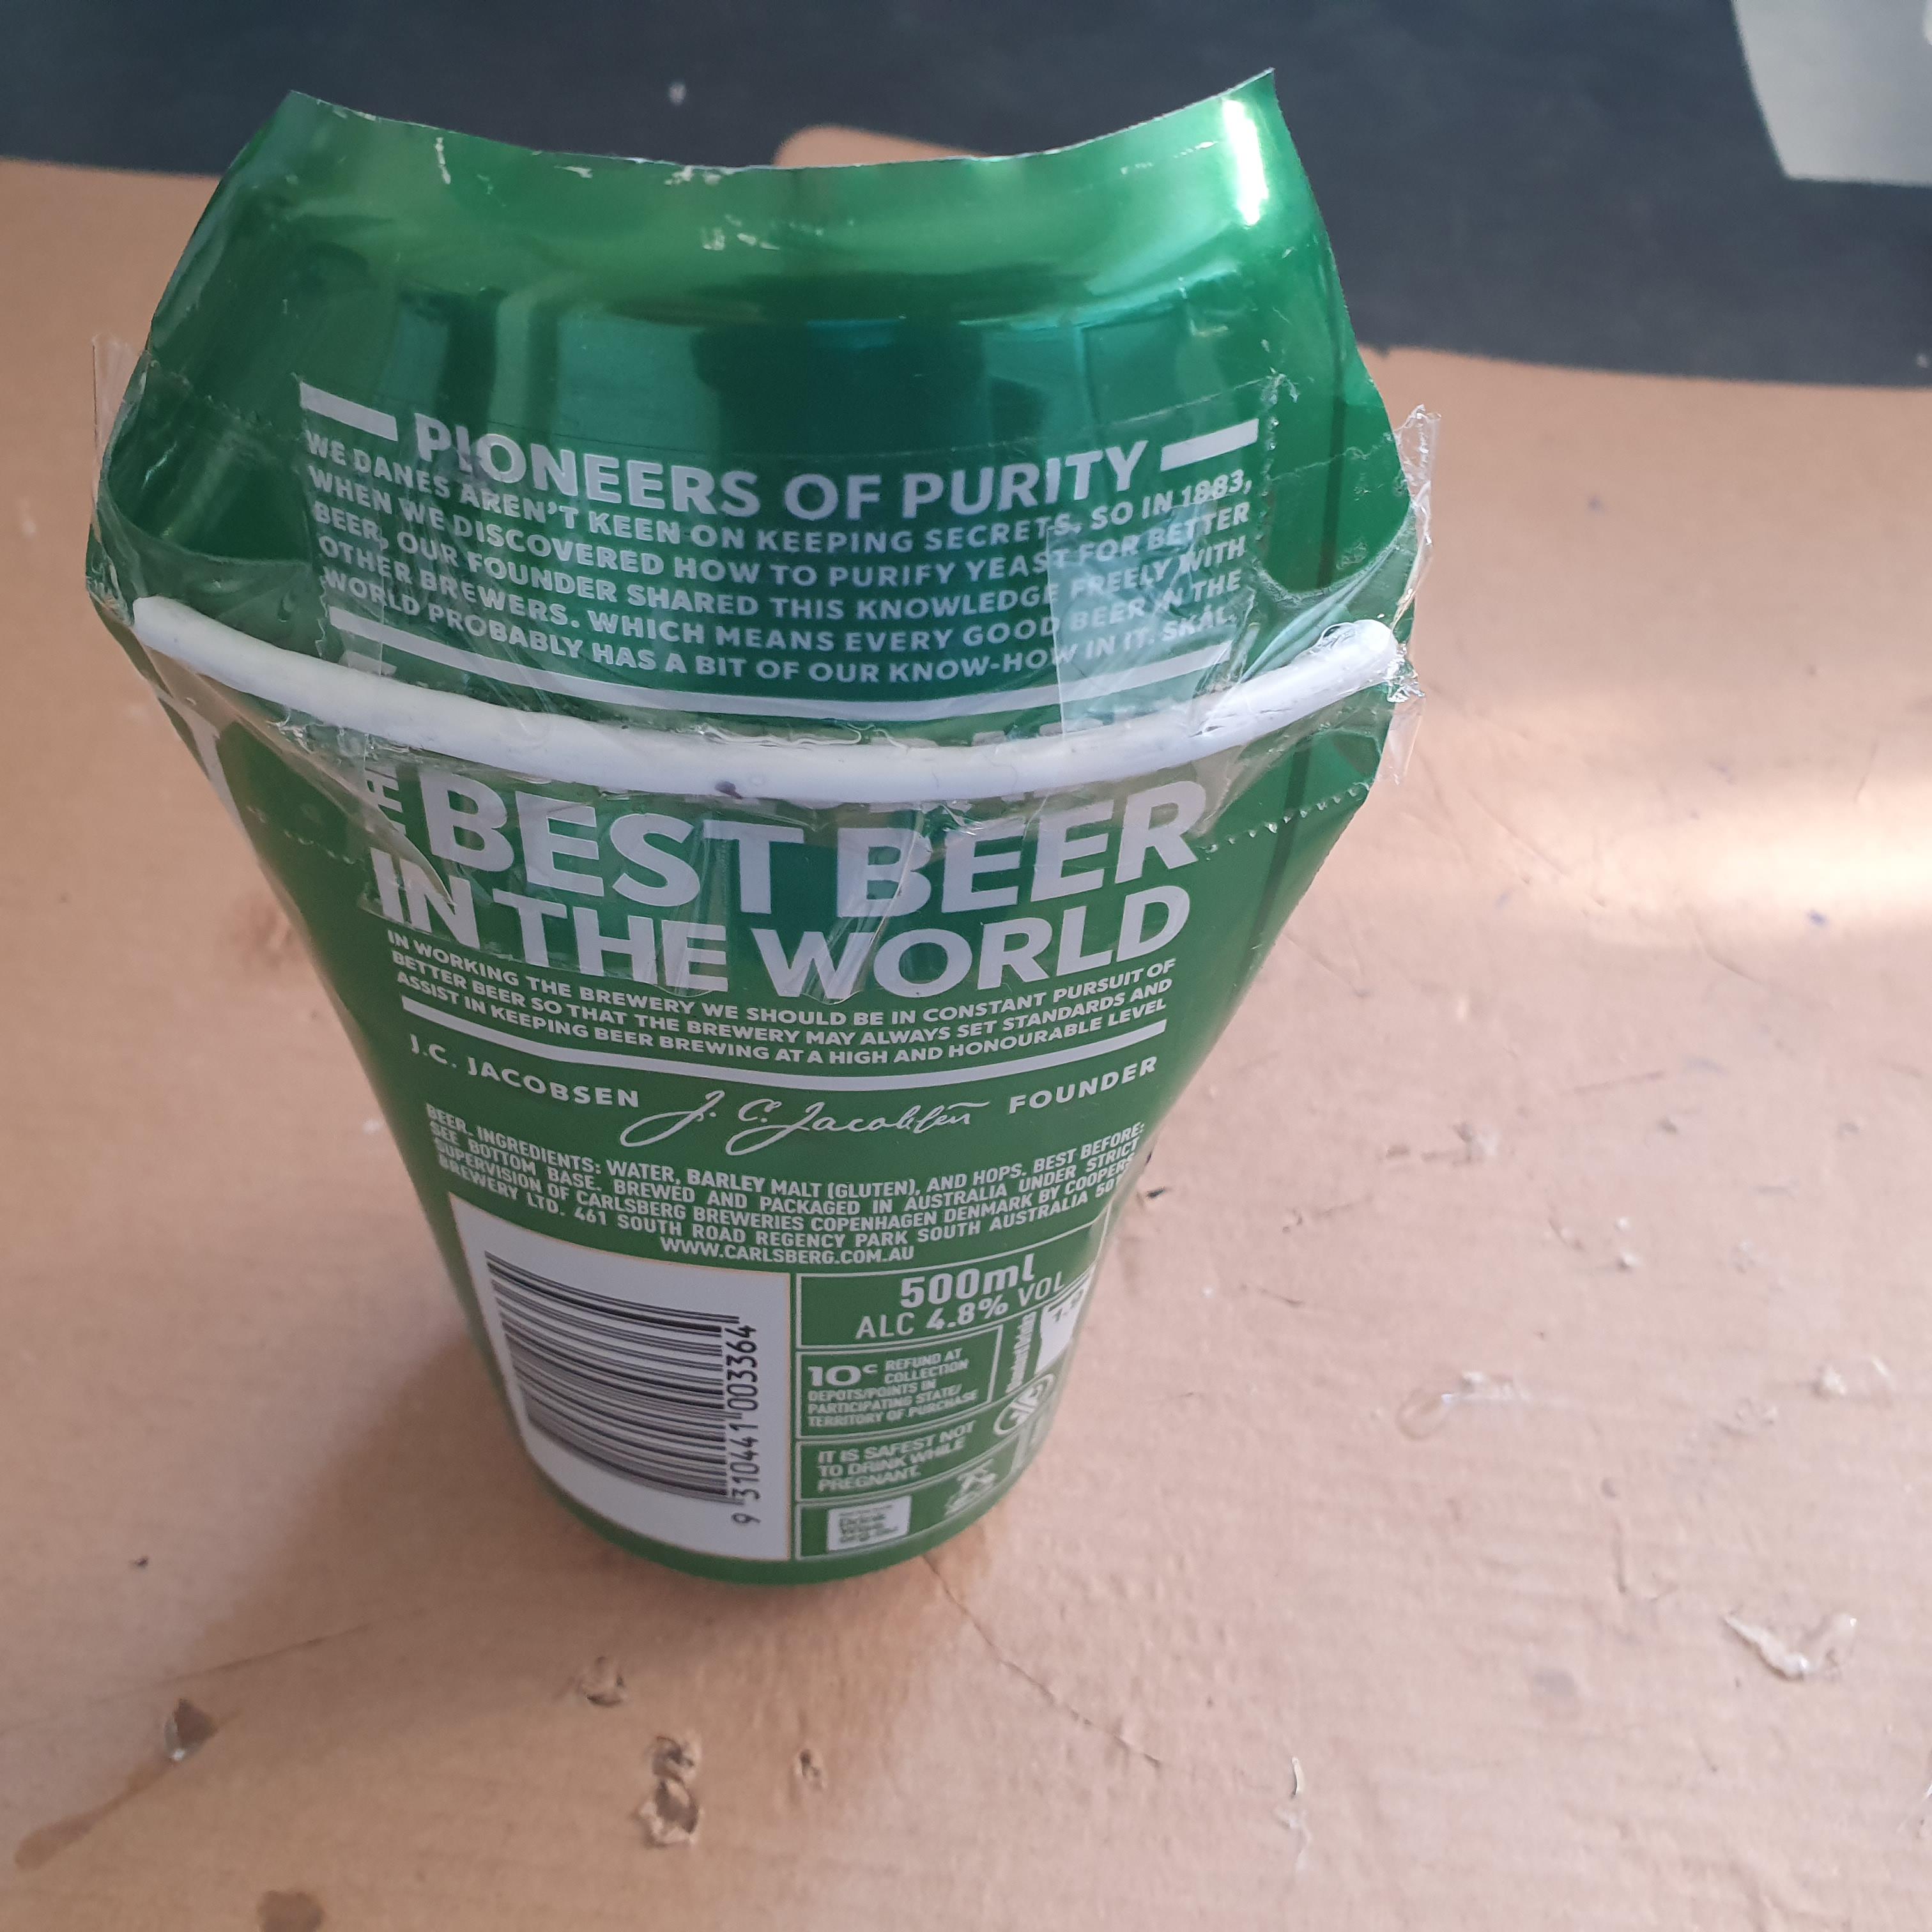 PIONEERS OF PURITY
WE DANES AREN'T KEEN ON KEEPING SECRETS, SO IN 1883,
WHEN WE DISCOVERED HOW TO PURIFY YEAST FOR BETTER
BEER, OUR FOUNDER SHARED THIS KNOWLEDGE FREELY WITH
OTHER BREWERS. WHICH MEANS EVERY GOOD BEER IN THE
WORLD PROBABLY HAS A BIT OF OUR KNOW-HOW IN IT. SKÅL.
BEST BEER
IN THE WORLD
IN WORKING THE BREWERY WE SHOULD BE IN CONSTANT PURSUIT OF
BETTER BEER SO THAT THE BREWERY MAY ALWAYS SET STANDARDS AND
ASSIST IN KEEPING BEER BREWING AT A HIGH AND HONOURABLE LEVEL
J.C. JACOBSEN J. C. Jacobsen FOUNDER
BEER. INGREDIENTS: WATER, BARLEY MALT (GLUTEN), AND HOPS. BEST BEFORE:
SEE BOTTOM BASE. BREWED AND PACKAGED IN AUSTRALIA UNDER STRICT
SUPERVISION OF CARLSBERG BREWERIES COPENHAGEN DENMARK BY COOPERS
BREWERY LTD. 461 SOUTH ROAD REGENCY PARK SOUTH AUSTRALIA
WWW.CARLSBERG.COM.AU
500ml
ALC 4.8% VOL
Standard Drinks
10c REFUND AT
COLLECTION
DEPOTS/POINTS IN
PARTICIPATING STATE/
TERRITORY OF PURCHASE
IT IS SAFEST NOT
TO DRINK WHILE
PREGNANT.
Drink
Wise
org.au
9 310441 003364